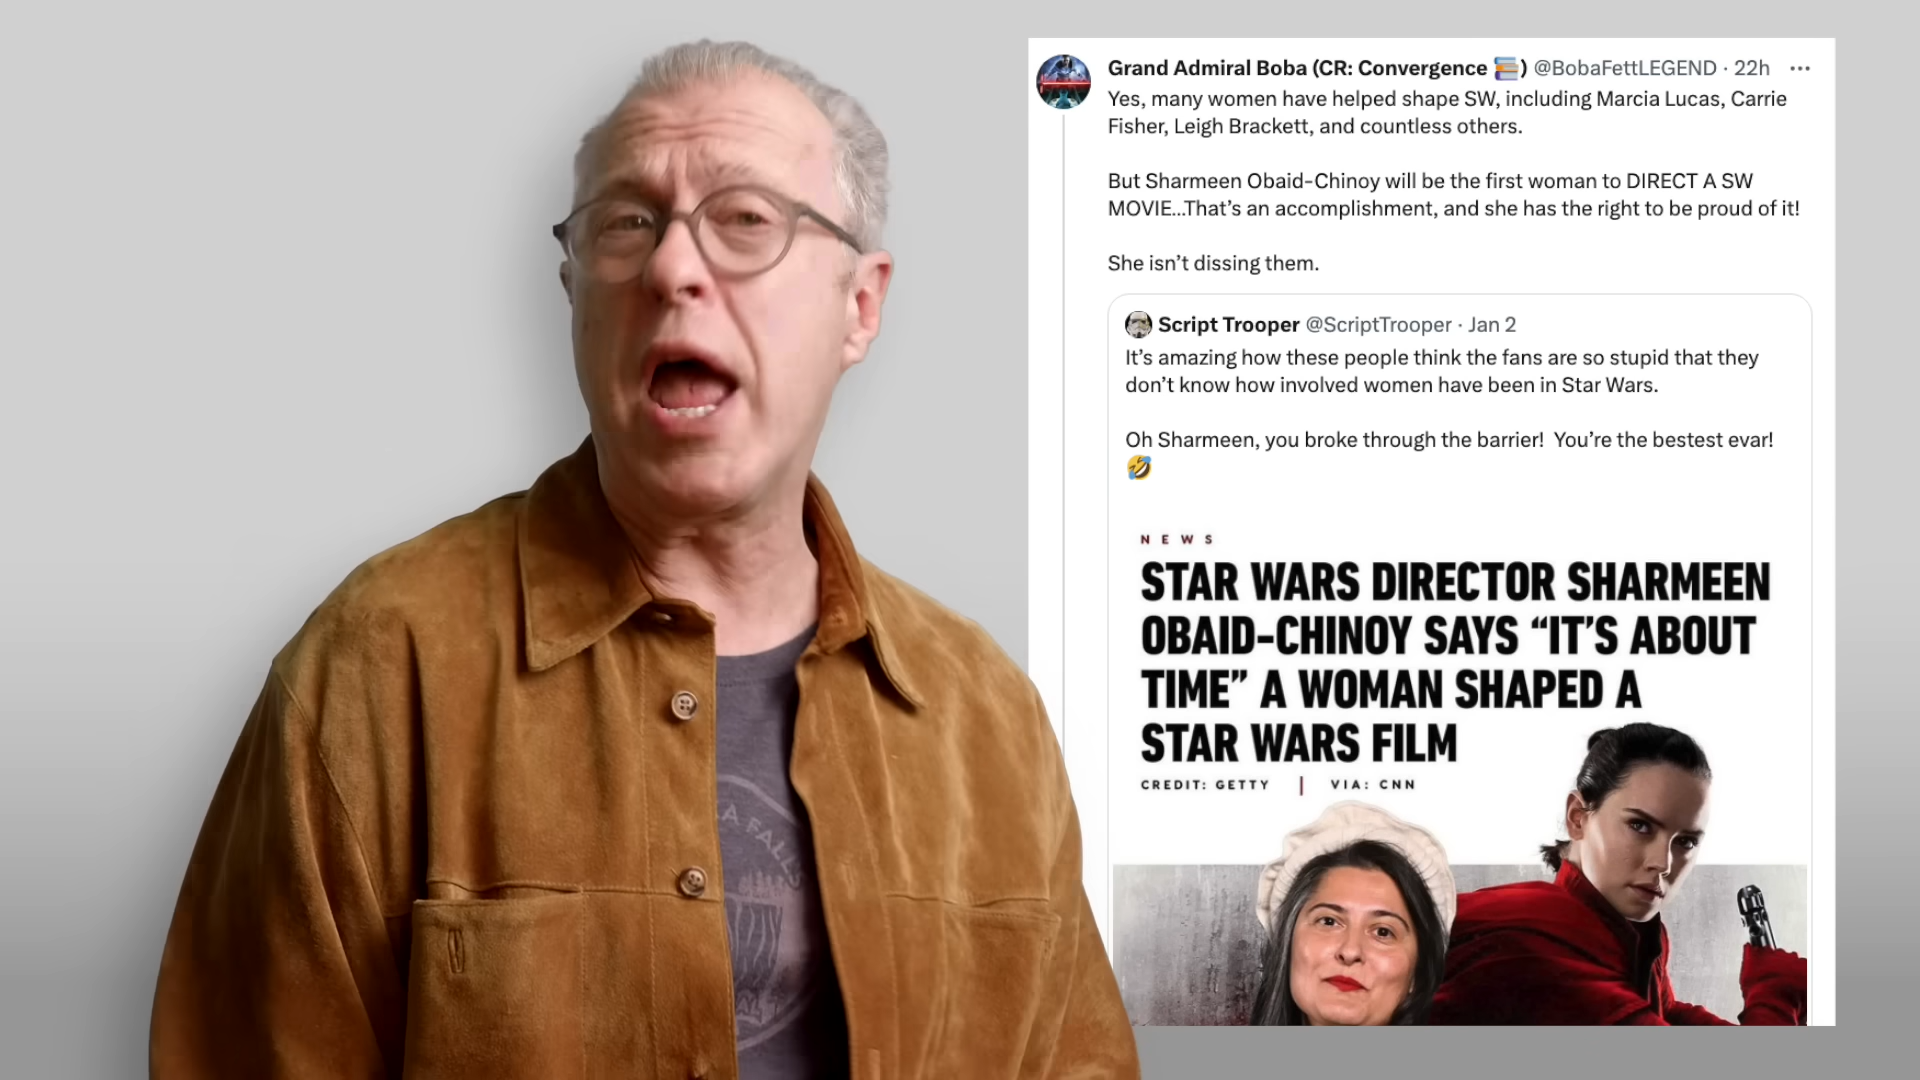 Grand Admiral Boba (CR: Convergence 📚) @BobaFettLEGEND · 22h ···
Yes, many women have helped shape SW, including Marcia Lucas, Carrie
Fisher, Leigh Brackett, and countless others.
But Sharmeen Obaid-Chinoy will be the first woman to DIRECT A SW
MOVIE...That's an accomplishment, and she has the right to be proud of it!
She isn't dissing them.
Script Trooper @ScriptTrooper · Jan 2
It's amazing how these people think the fans are so stupid that they
don't know how involved women have been in Star Wars.
Oh Sharmeen, you broke through the barrier!  You're the bestest evar!
🤣
NEWS
STAR WARS DIRECTOR SHARMEEN
OBAID-CHINOY SAYS “IT'S ABOUT
TIME” A WOMAN SHAPED A
STAR WARS FILM
CREDIT: GETTY | VIA: CNN
A FALLS